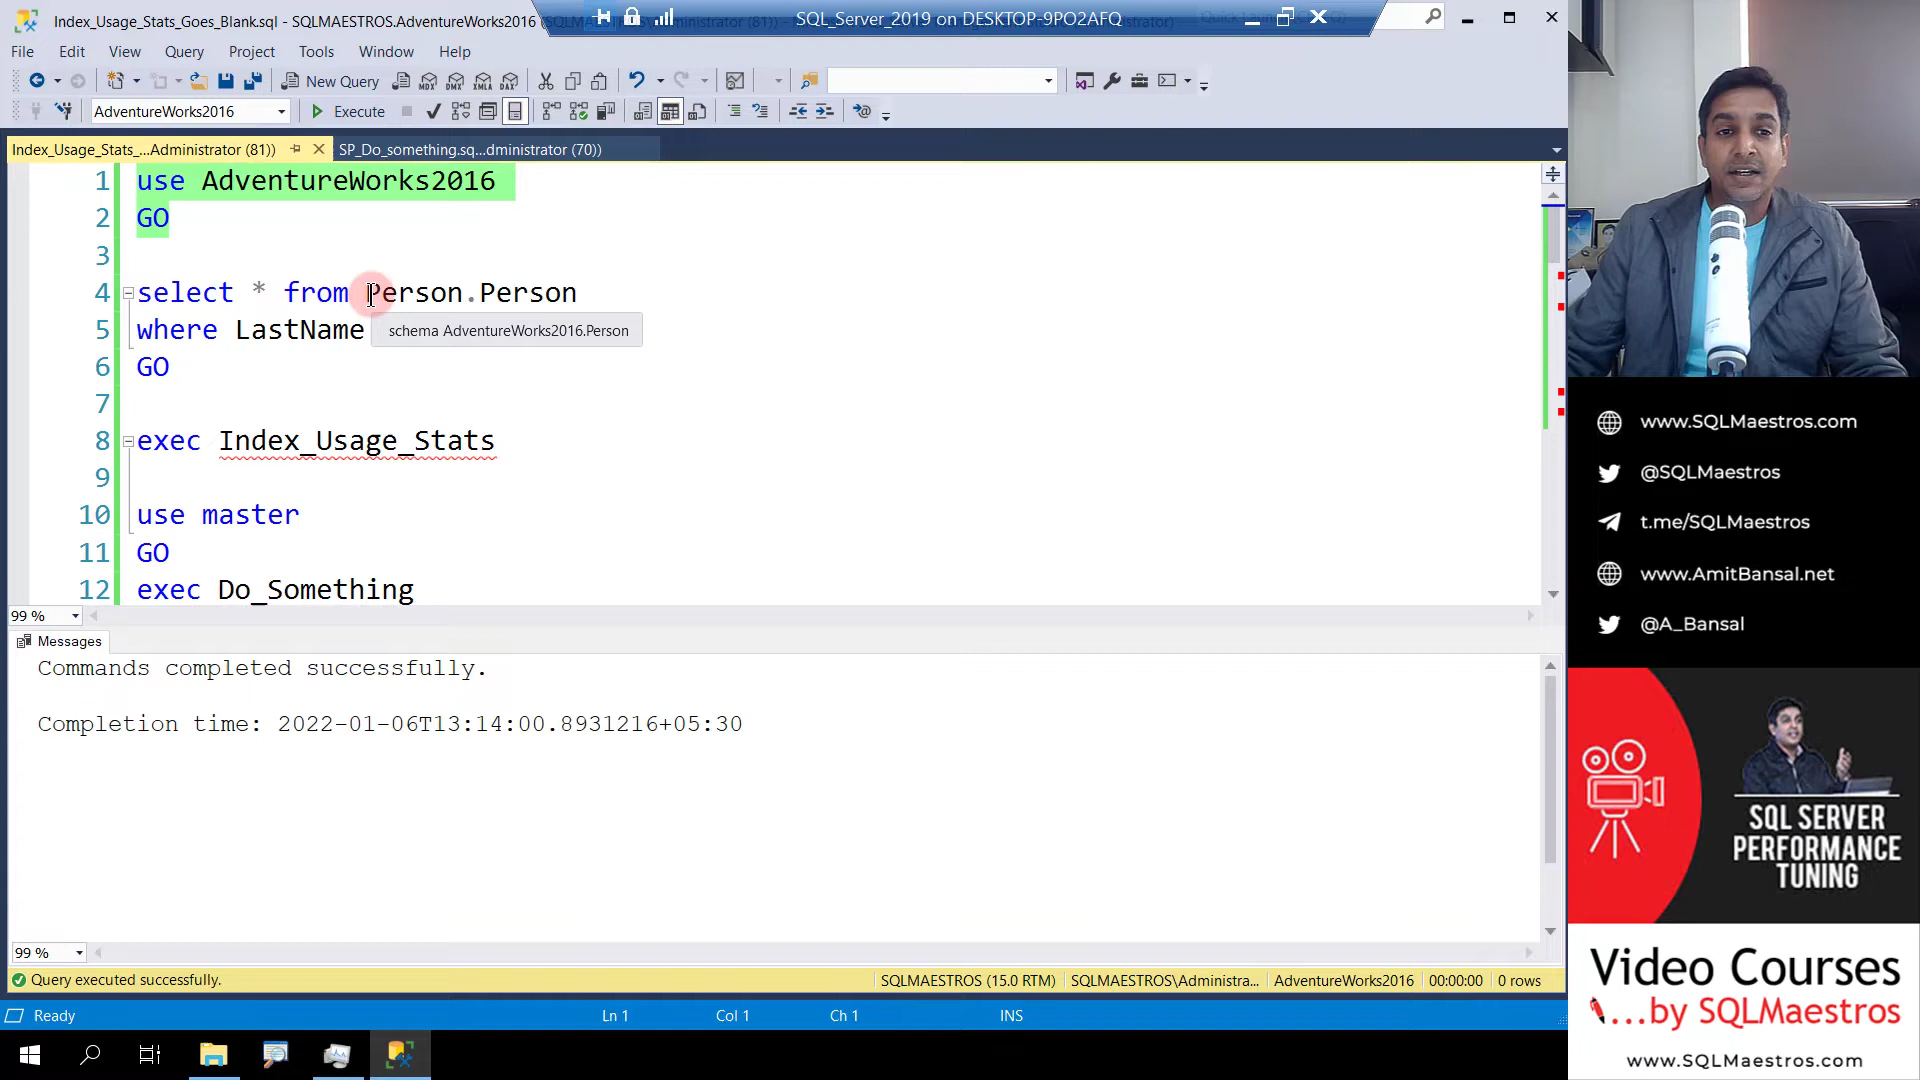 Index_Usage_Stats_Goes_Blank.sql - SQLMAESTROS.AdventureWorks2016
SQL_Server_2019 on DESKTOP-9PO2AFQ
File Edit View Query Project Tools Window Help
New Query
MDX DMX XMLA DAX
AdventureWorks2016
Execute
Index_Usage_Stats_...Administrator (81))
SP_Do_something.sq...dministrator (70))
1 use AdventureWorks2016
2 GO
3
4 select * from Person.Person
5 where LastName
schema AdventureWorks2016.Person
6 GO
7
8 exec Index_Usage_Stats
9
10 use master
11 GO
12 exec Do_Something
99 %
Messages
Commands completed successfully.
Completion time: 2022-01-06T13:14:00.8931216+05:30
99 %
Query executed successfully.
SQLMAESTROS (15.0 RTM)
SQLMAESTROS\Administra...
AdventureWorks2016
00:00:00
0 rows
Ready
Ln 1
Col 1
Ch 1
INS
www.SQLMaestros.com
@SQLMaestros
t.me/SQLMaestros
www.AmitBansal.net
@A_Bansal
SQL SERVER
PERFORMANCE
TUNING
Video Courses
...by SQLMaestros
www.SQLMaestros.com